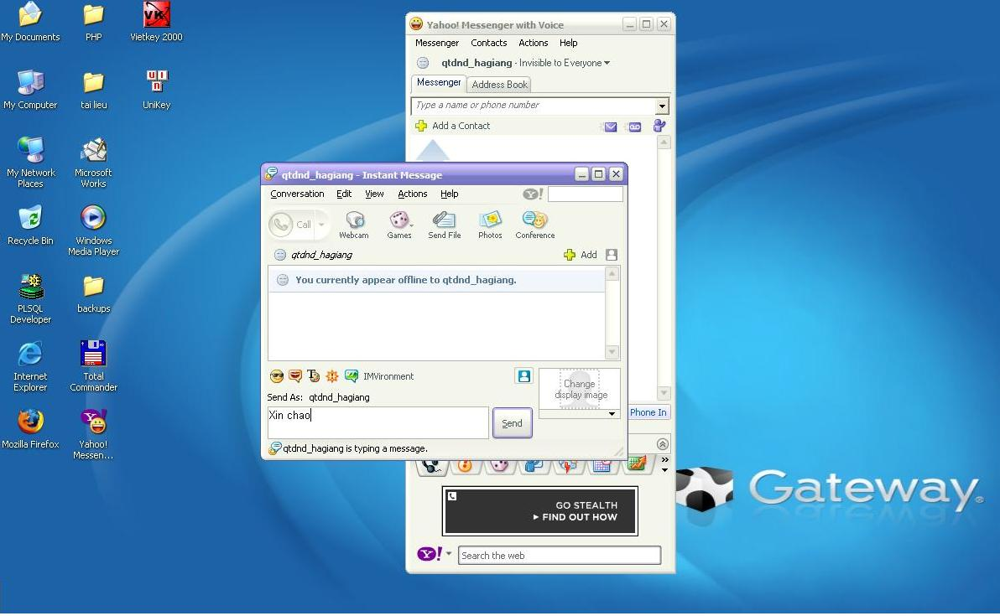 My Documents
PHP
Vietkey 2000
My Computer
tai lieu
UniKey
My Network
Places
Microsoft
Works
Recycle Bin
Windows
Media Player
PLSQL
Developer
backups
Internet
Explorer
Total
Commander
Mozilla Firefox
Yahoo!
Messen...
Yahoo! Messenger with Voice
Messenger Contacts Actions Help
qtdnd_hagiang - Invisible to Everyone
Messenger Address Book
Type a name or phone number
Add a Contact
qtdnd_hagiang - Instant Message
Conversation Edit View Actions Help
Y!
Call Webcam Games Send File Photos Conference
qtdnd_hagiang Add
You currently appear offline to qtdnd_hagiang.
IMVironment
Change
display image
Send As: qtdnd_hagiang
Xin chao
Send
qtdnd_hagiang is typing a message.
Phone In
GO STEALTH
FIND OUT HOW
Y! Search the web
Gateway®